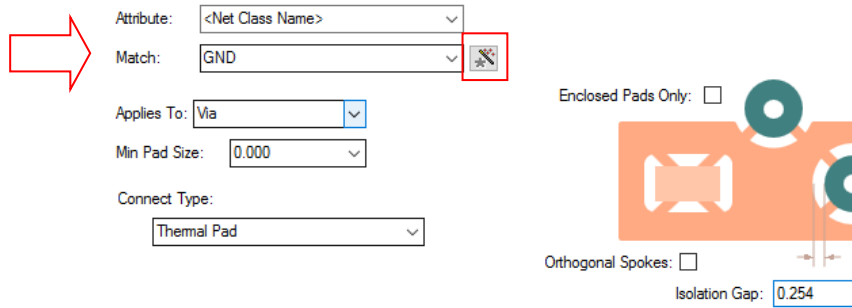 Attribute: <Net Class Name>
Match: GND
Applies To: Via
Min Pad Size: 0.000
Connect Type:
Thermal Pad
Enclosed Pads Only:
Orthogonal Spokes:
Isolation Gap: 0.254